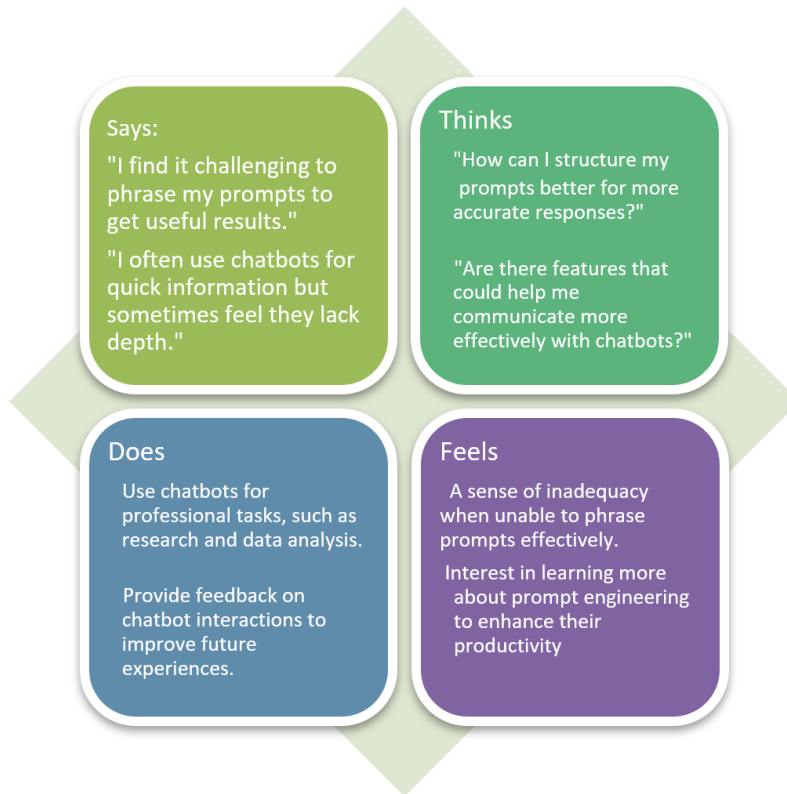 Says:
"I find it challenging to
phrase my prompts to
get useful results."
"I often use chatbots for
quick information but
sometimes feel they lack
depth."
Thinks
"How can I structure my
prompts better for more
accurate responses?"
"Are there features that
could help me
communicate more
effectively with chatbots?"
Does
Use chatbots for
professional tasks, such as
research and data analysis.
Provide feedback on
chatbot interactions to
improve future
experiences.
Feels
A sense of inadequacy
when unable to phrase
prompts effectively.
Interest in learning more
about prompt engineering
to enhance their
productivity